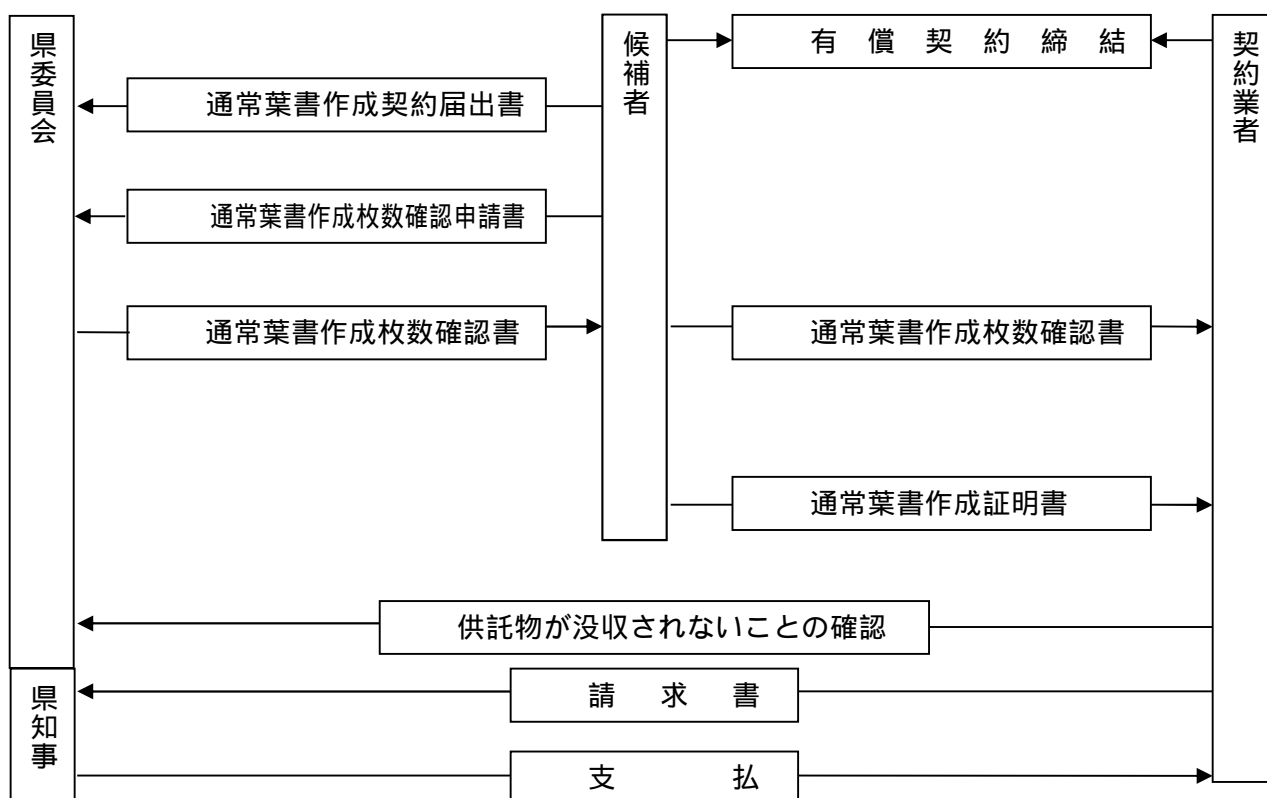 県委員会
候補者
有償契約締結
契約業者
通常葉書作成契約届出書
通常葉書作成枚数確認申請書
通常葉書作成枚数確認書
通常葉書作成枚数確認書
通常葉書作成証明書
供託物が没収されないことの確認
県知事
請求書
支払